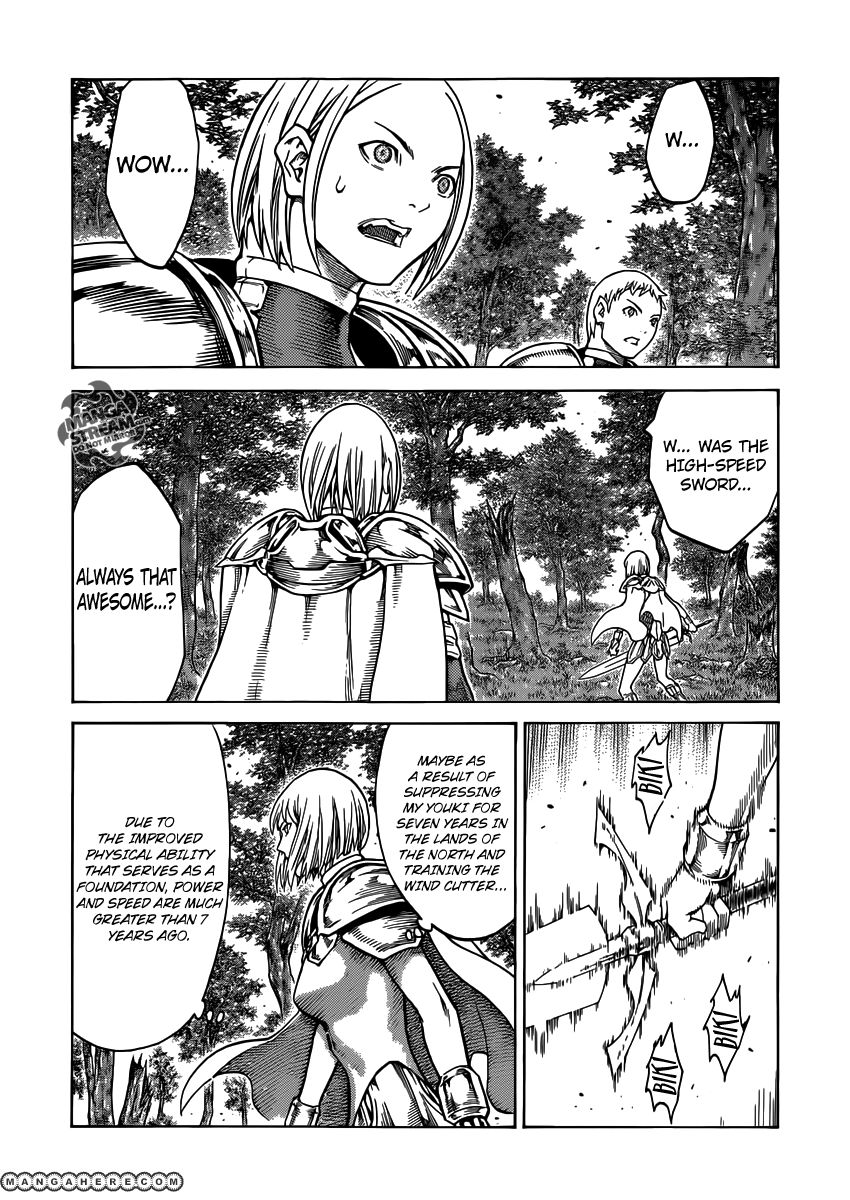 W...
WOW...
W... WAS THE
HIGH-SPEED
SWORD...
ALWAYS THAT
AWESOME...?
MANGA
STREAM
BIKI
BIKI
BIKI
MAYBE AS
A RESULT OF
SUPPRESSING
MY YOUKI FOR
SEVEN YEARS IN
THE LANDS OF
THE NORTH AND
TRAINING THE
WIND CUTTER...
DUE TO
THE IMPROVED
PHYSICAL ABILITY
THAT SERVES AS A
FOUNDATION, POWER
AND SPEED ARE MUCH
GREATER THAN 7
YEARS AGO.
MANGAHERE.COM